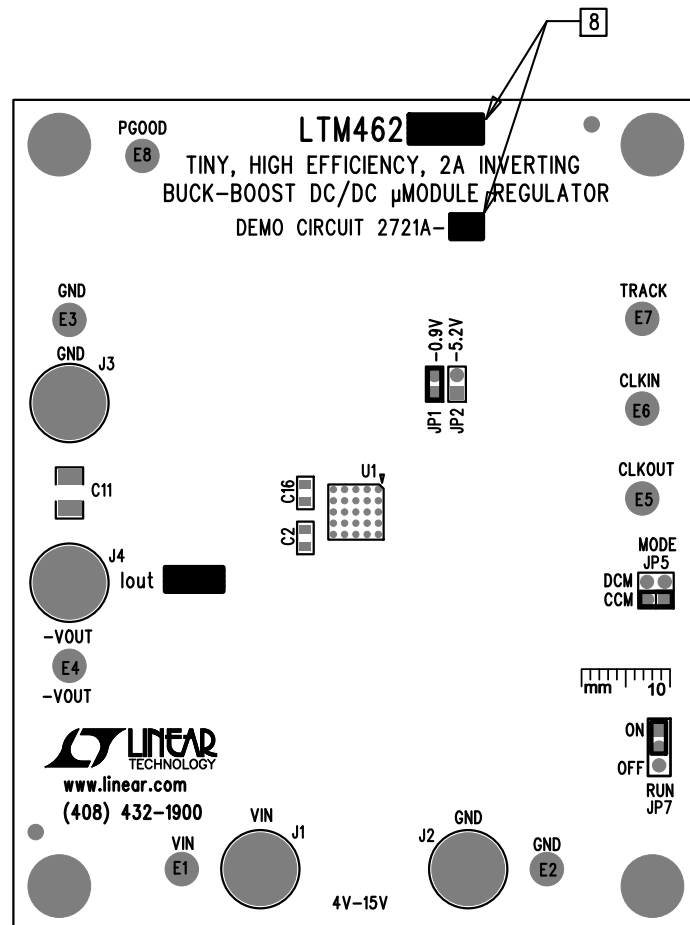 8
LTM462
PGOOD
E8
TINY, HIGH EFFICIENCY, 2A INVERTING
BUCK-BOOST DC/DC µMODULE REGULATOR
DEMO CIRCUIT 2721A-
GND
E3
GND
J3
TRACK
E7
-0.9V
-5.2V
JP1
JP2
CLKIN
E6
C11
C16
C2
U1
CLKOUT
E5
MODE
JP5
DCM
CCM
J4
Iout
-VOUT
E4
-VOUT
mm 10
LINEAR
TECHNOLOGY
www.linear.com
(408) 432-1900
ON
OFF
RUN
JP7
VIN
E1
VIN
J1
GND
J2
GND
E2
4V-15V